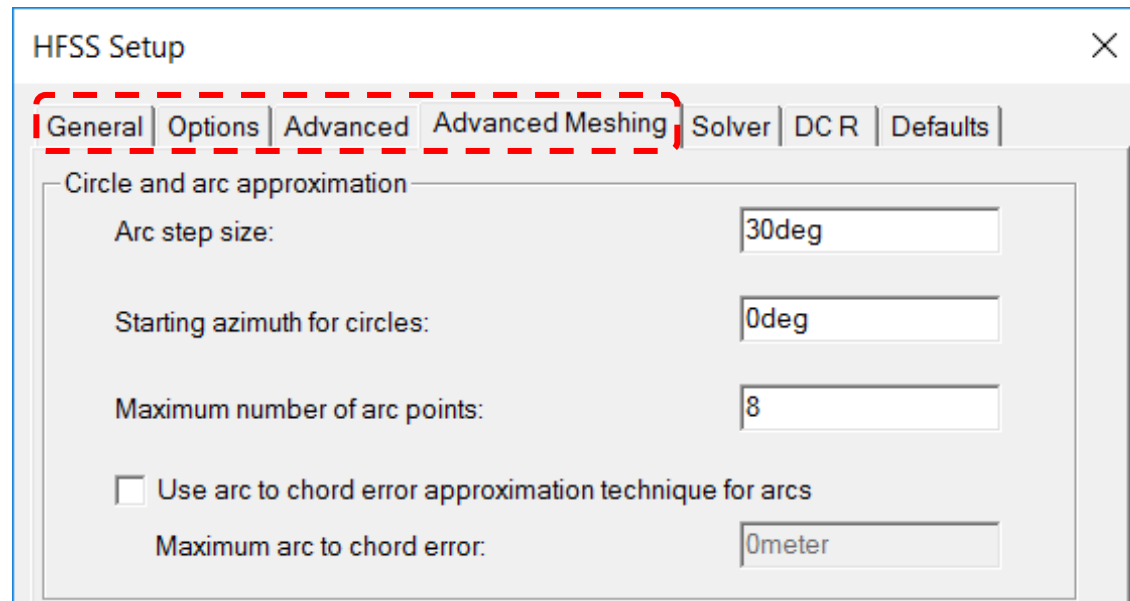 HFSS Setup
General Options Advanced Advanced Meshing Solver DC R Defaults
Circle and arc approximation
Arc step size: 30deg
Starting azimuth for circles: 0deg
Maximum number of arc points: 8
Use arc to chord error approximation technique for arcs
Maximum arc to chord error: 0meter